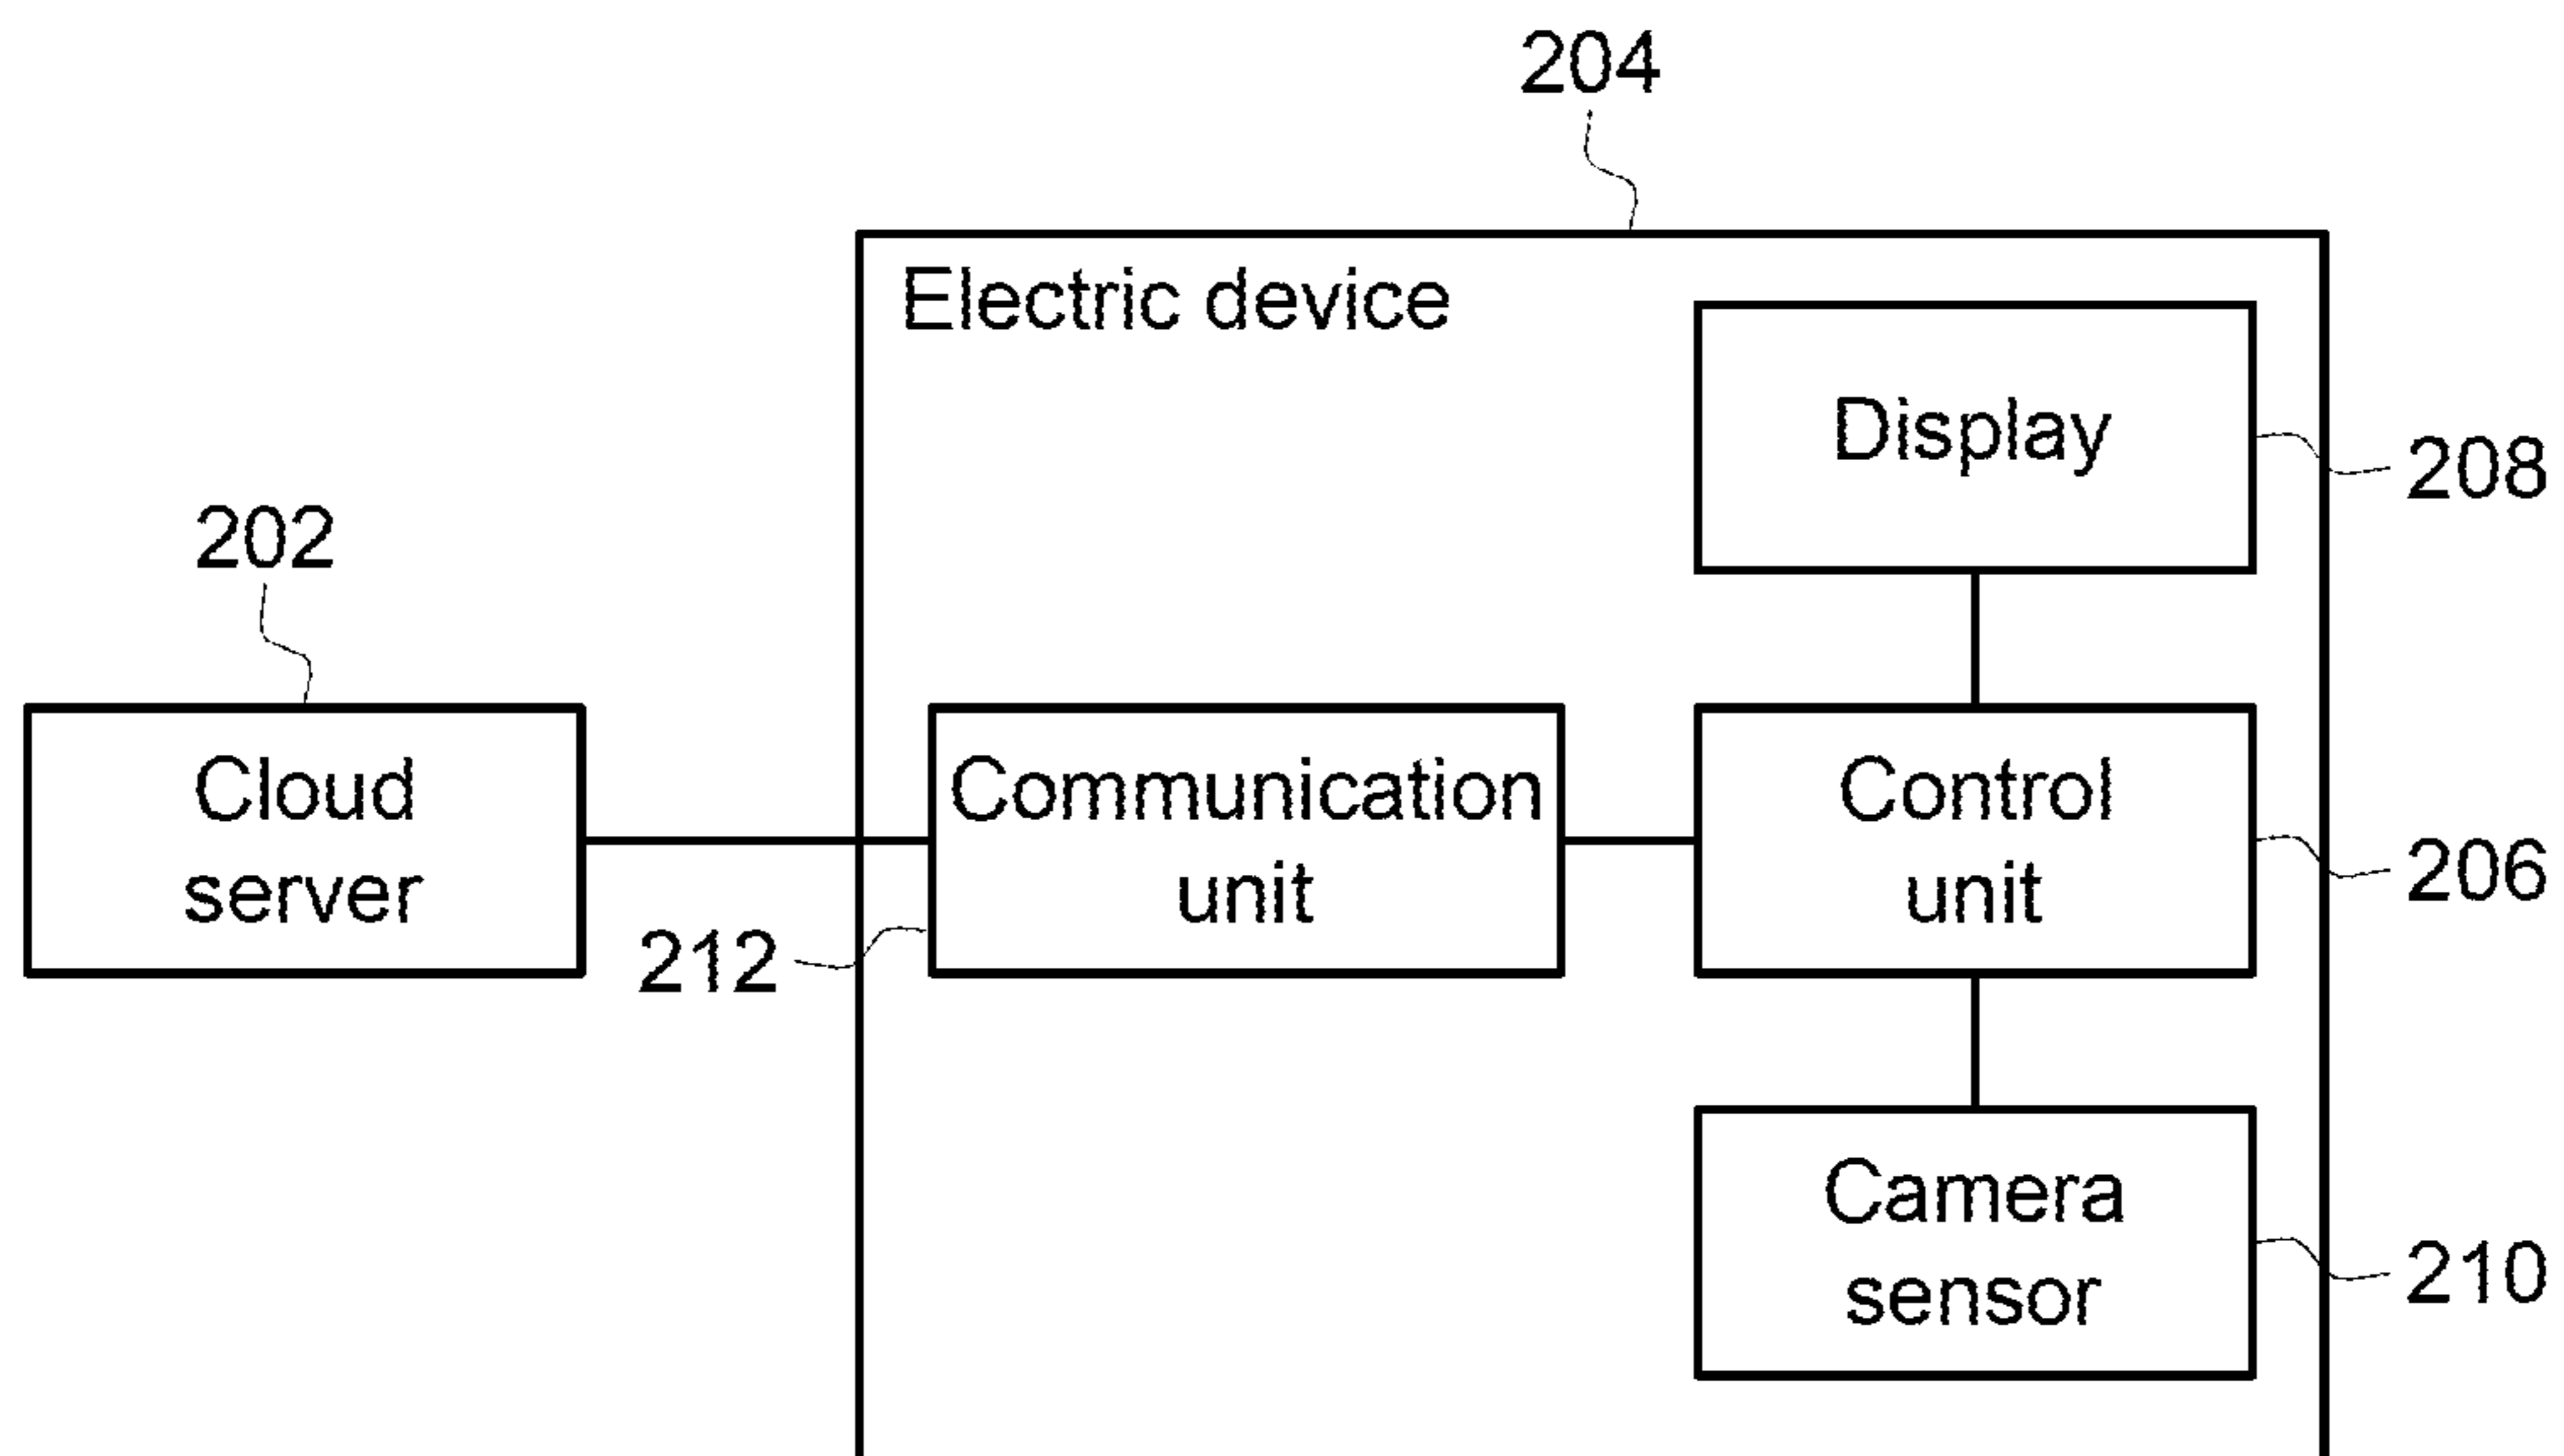 204
Electric device
Display
208
202
Cloud
server
Communication
unit
212
Control
unit
206
Camera
sensor
210